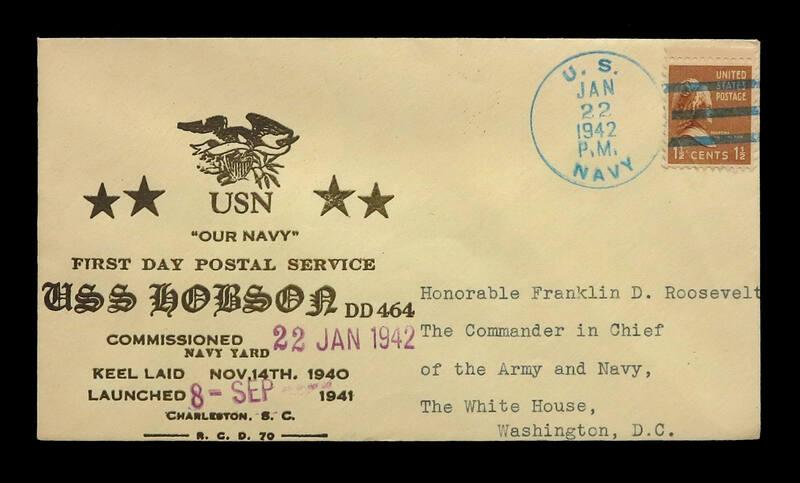 USN
"OUR NAVY"
FIRST DAY POSTAL SERVICE
USS HOBSON DD 464
COMMISSIONED 22 JAN 1942
NAVY YARD
KEEL LAID NOV. 14TH. 1940
LAUNCHED 8- SEP 1941
CHARLESTON. S. C.
R. C. D. 70
U. S.
JAN
22
1942
P.M.
NAVY
UNITED
STATES
POSTAGE
1½ CENTS 1½
Honorable Franklin D. Roosevelt
The Commander in Chief
of the Army and Navy,
The White House,
Washington, D.C.